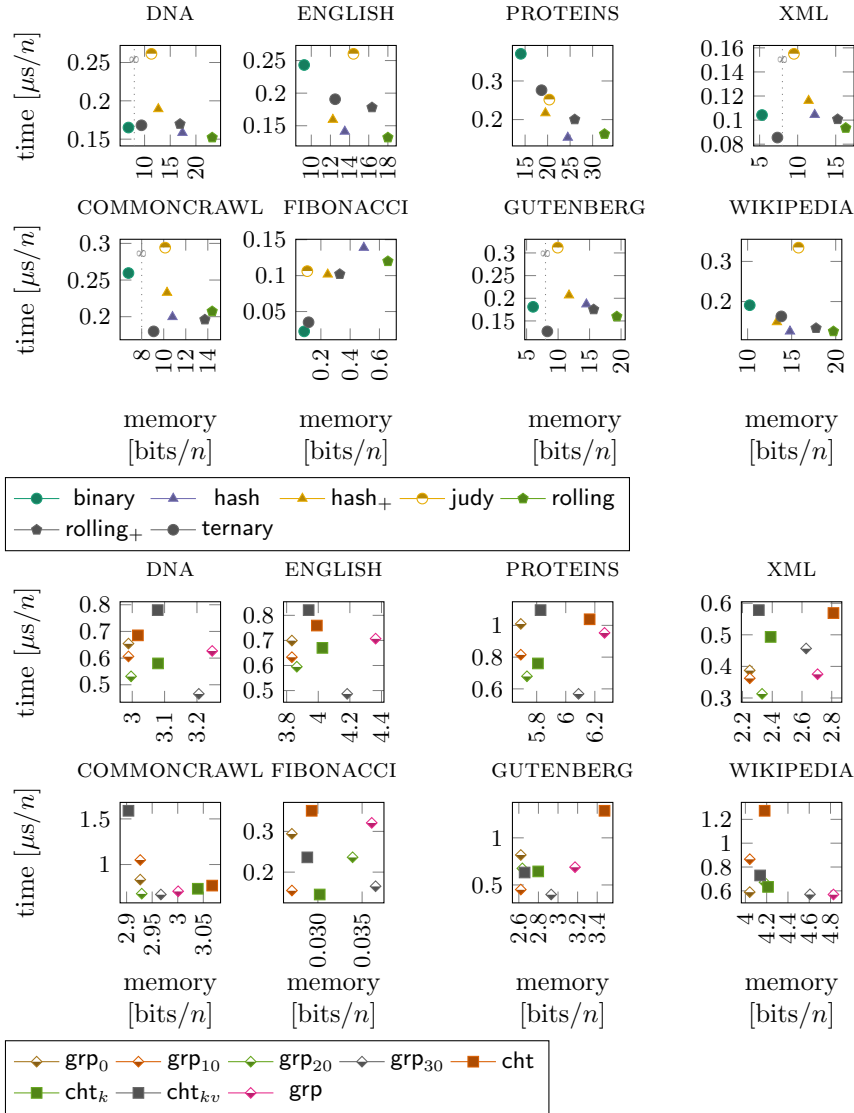 DNA ENGLISH PROTEINS XML
time [μs/n]
0.25 0.2 0.15
10 15 20
0.25 0.2 0.15
10 12 14 16 18
0.3 0.2
15 20 25 30
0.16 0.14 0.12 0.1 0.08
5 10 15
∞ ∞
COMMONCRAWL FIBONACCI GUTENBERG WIKIPEDIA
time [μs/n]
0.3 0.25 0.2
8 10 12 14
0.15 0.1 0.05
0.2 0.4 0.6
0.3 0.25 0.2 0.15
5 10 15 20
0.3 0.2
10 15 20
∞ ∞
memory memory memory memory
[bits/n] [bits/n] [bits/n] [bits/n]
binary hash hash₊ judy rolling
rolling₊ ternary
DNA ENGLISH PROTEINS XML
time [μs/n]
0.8 0.7 0.6 0.5
3 3.1 3.2
0.8 0.7 0.6 0.5
3.8 4 4.2 4.4
1 0.8 0.6
5.8 6 6.2
0.6 0.5 0.4 0.3
2.2 2.4 2.6 2.8
COMMONCRAWL FIBONACCI GUTENBERG WIKIPEDIA
time [μs/n]
1.5 1
2.9 2.95 3 3.05
0.3 0.2
0.030 0.035
1 0.5
2.6 2.8 3 3.2 3.4
1.2 1 0.8 0.6
4 4.2 4.4 4.6 4.8
memory memory memory memory
[bits/n] [bits/n] [bits/n] [bits/n]
grp₀ grp₁₀ grp₂₀ grp₃₀ cht
chtₖ chtₖᵥ grp